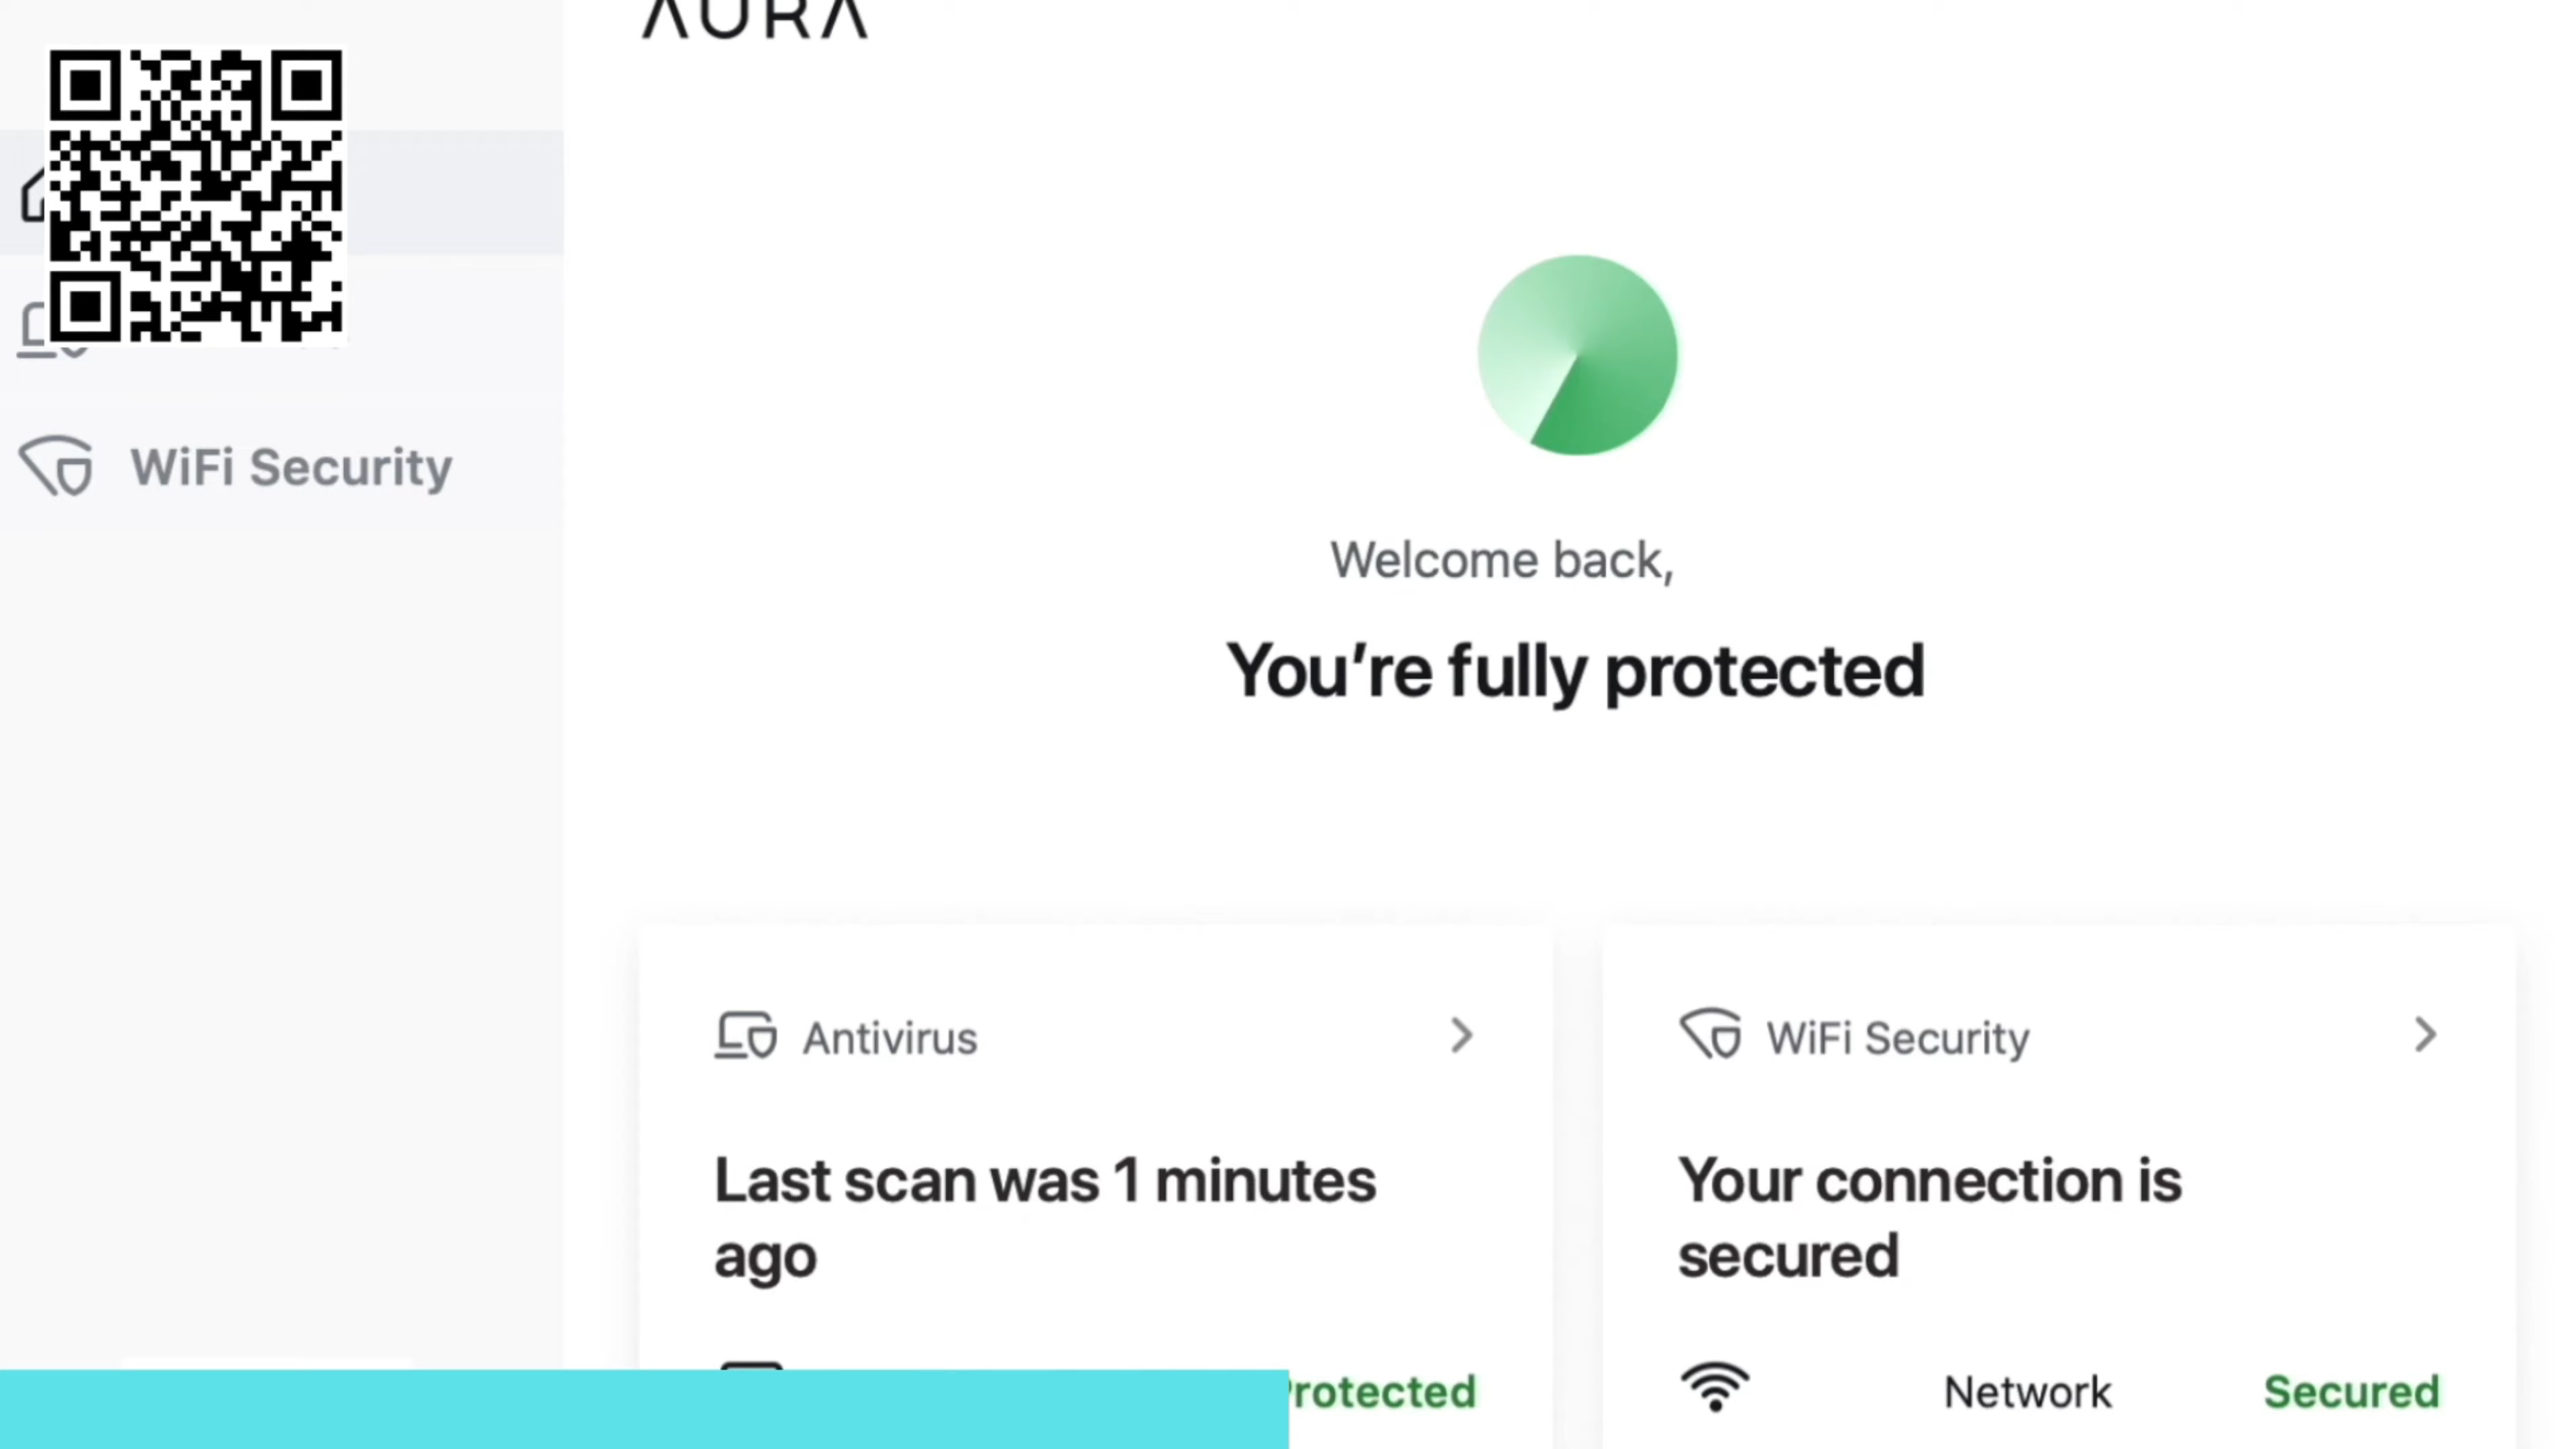 AURA
WiFi Security
Welcome back,
You’re fully protected
Antivirus
Last scan was 1 minutes
ago
Protected
WiFi Security
Your connection is
secured
Network Secured